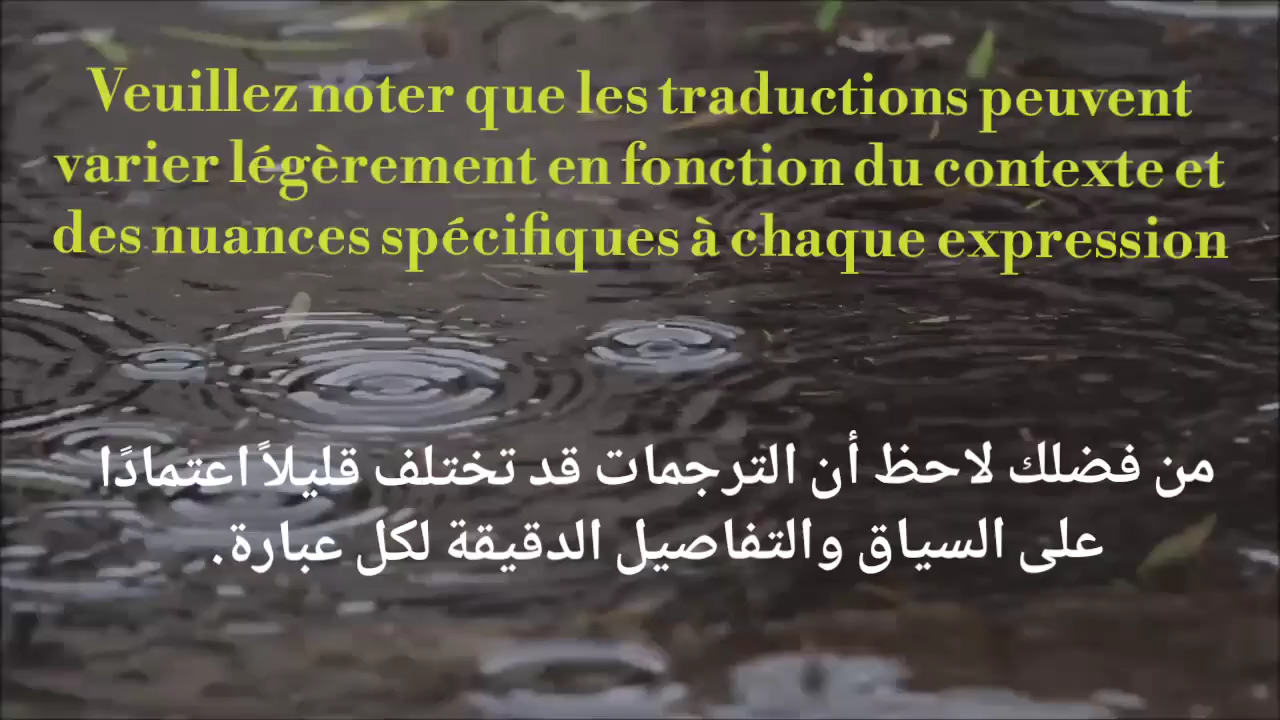 Veuillez noter que les traductions peuvent
varier légèrement en fonction du contexte et
des nuances spécifiques à chaque expression
من فضلك لاحظ أن الترجمات قد تختلف قليلاً اعتمادًا
على السياق والتفاصيل الدقيقة لكل عبارة.